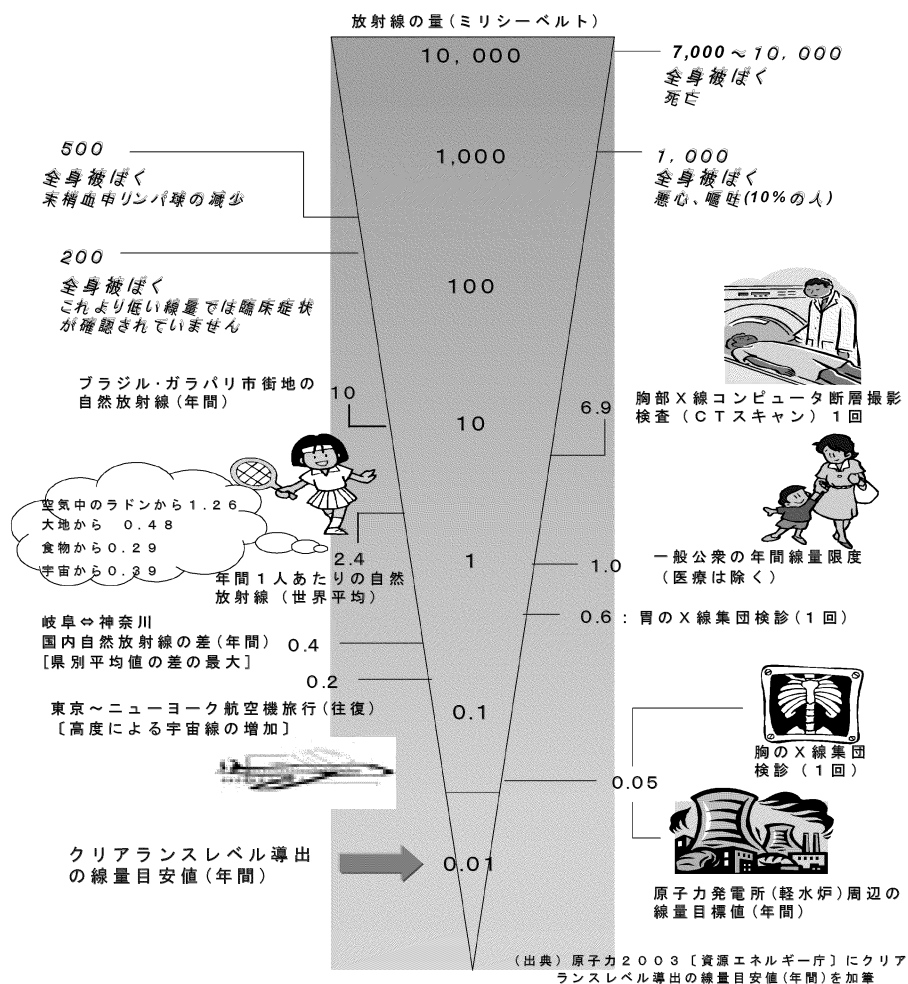 放射線の量(ミリシーベルト)
10,000
7,000～10,000
全身被ばく
死亡
1,000
500
全身被ばく
末梢血中リンパ球の減少
1,000
全身被ばく
悪心、嘔吐(10%の人)
200
全身被ばく
これより低い線量では臨床症状
が確認されていません
100
ブラジル・ガラパリ市街地の
自然放射線(年間)
10
10
6.9
胸部X線コンピュータ断層撮影
検査(CTスキャン)1回
空気中のラドンから1.26
大地から 0.48
食物から0.29
宇宙から0.39
2.4
年間1人あたりの自然
放射線(世界平均)
1
1.0
一般公衆の年間線量限度
(医療は除く)
0.6:胃のX線集団検診(1回)
岐阜⇔神奈川
国内自然放射線の差(年間)
[県別平均値の差の最大]
0.4
0.2
東京～ニューヨーク航空機旅行(往復)
[高度による宇宙線の増加]
0.1
胸のX線集団
検診(1回)
0.05
クリアランスレベル導出
の線量目安値(年間)
0.01
原子力発電所(軽水炉)周辺の
線量目標値(年間)
(出典)原子力2003〔資源エネルギー庁〕にクリア
ランスレベル導出の線量目安値(年間)を加筆